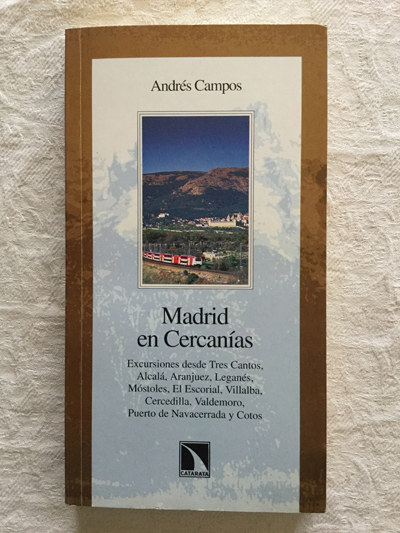 Andrés Campos
Madrid
en Cercanías
Excursiones desde Tres Cantos,
Alcalá, Aranjuez, Leganés,
Móstoles, El Escorial, Villalba,
Cercedilla, Valdemoro,
Puerto de Navacerrada y Cotos
CATARATA